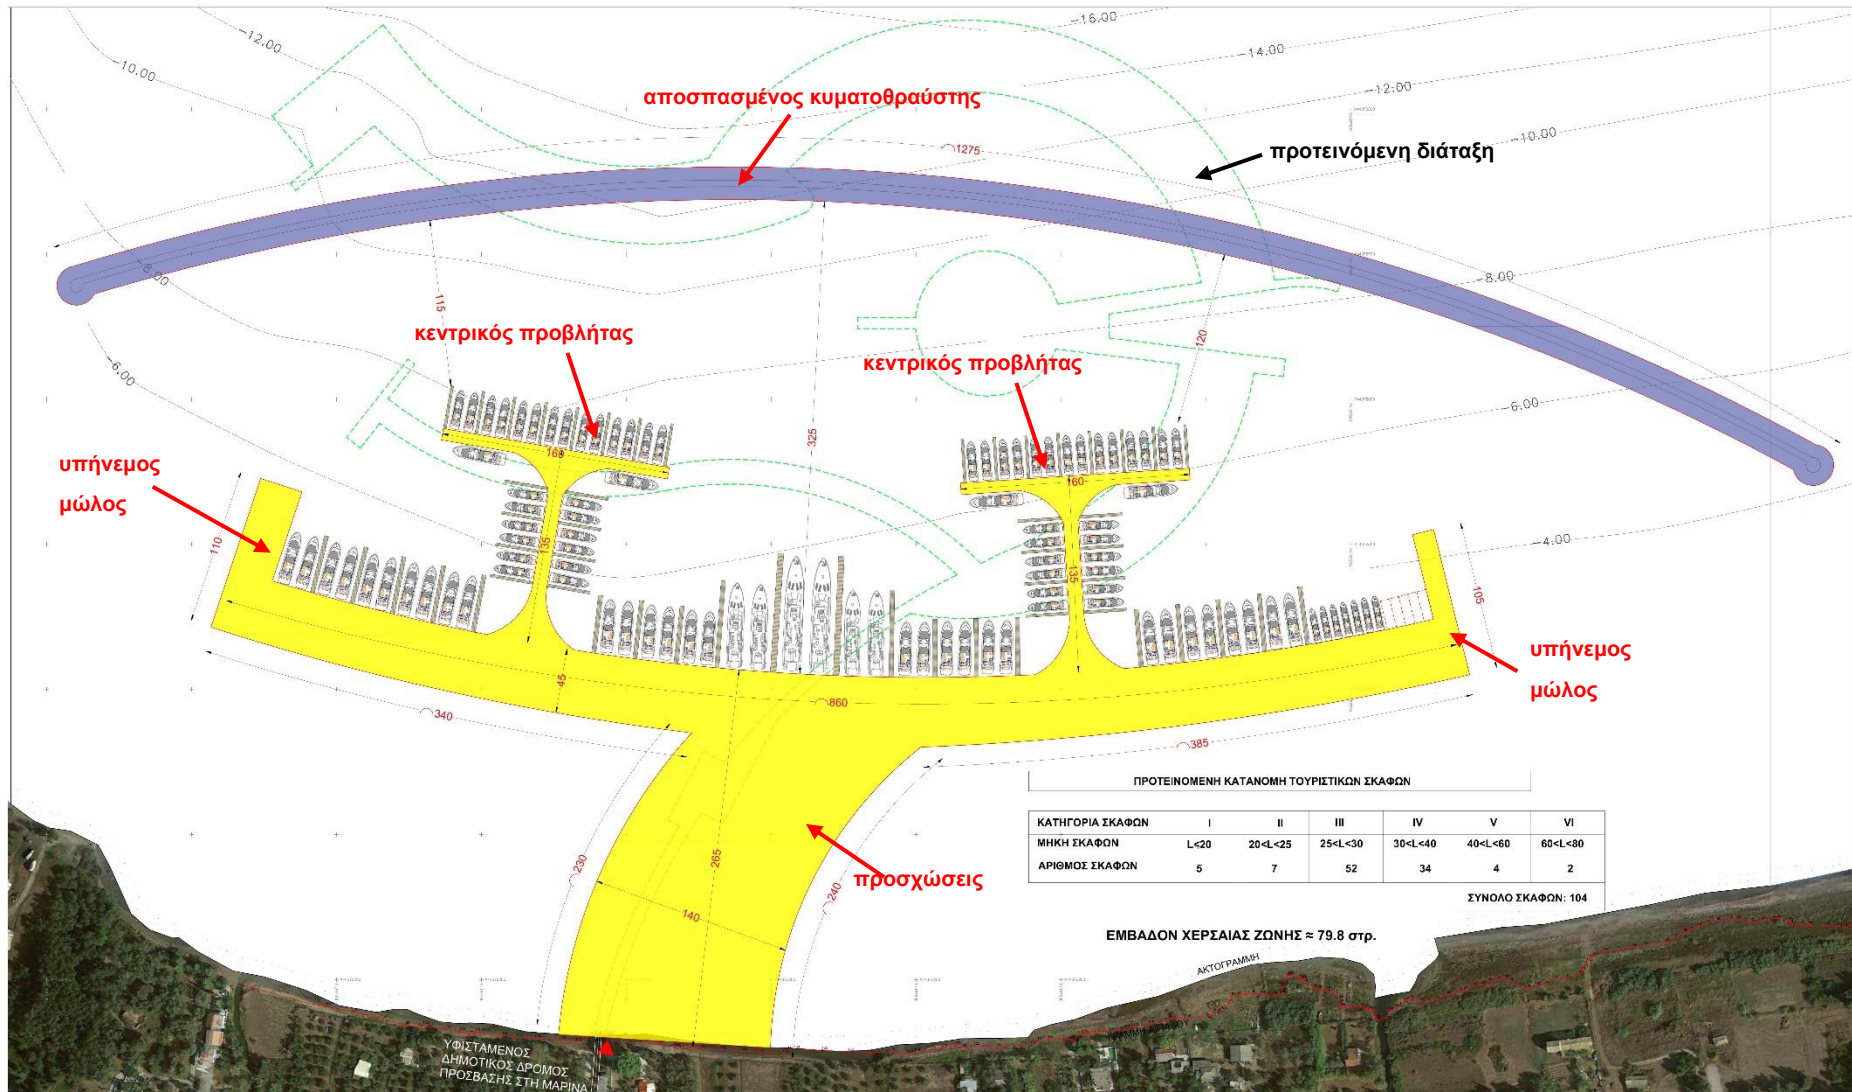 -16.00
-12.00
-14.00
-10.00
-12.00
αποσπασμένος κυματοθραύστης
-10.00
1275
προτεινόμενη διάταξη
-8.00
-8.00
115
κεντρικός προβλήτας
120
κεντρικός προβλήτας
-6.00
-6.00
325
υπήνεμος
μώλος
160
160
110
135
-4.00
135
105
υπήνεμος
μώλος
45
860
340
385
ΠΡΟΤΕΙΝΟΜΕΝΗ ΚΑΤΑΝΟΜΗ ΤΟΥΡΙΣΤΙΚΩΝ ΣΚΑΦΩΝ
ΚΑΤΗΓΟΡΙΑ ΣΚΑΦΩΝ I II III IV V VI
ΜΗΚΗ ΣΚΑΦΩΝ L<20 20<L<25 25<L<30 30<L<40 40<L<60 60<L<80
ΑΡΙΘΜΟΣ ΣΚΑΦΩΝ 5 7 52 34 4 2
ΣΥΝΟΛΟ ΣΚΑΦΩΝ: 104
230
265
240
προσχώσεις
140
ΕΜΒΑΔΟΝ ΧΕΡΣΑΙΑΣ ΖΩΝΗΣ ≈ 79.8 στρ.
ΑΚΤΟΓΡΑΜΜΗ
ΓΡΑΜΜΗ ΑΙΓΙΑΛΟΥ
ΥΦΙΣΤΑΜΕΝΟΣ
ΔΗΜΟΤΙΚΟΣ ΔΡΟΜΟΣ
ΠΡΟΣΒΑΣΗΣ ΣΤΗ ΜΑΡΙΝΑ